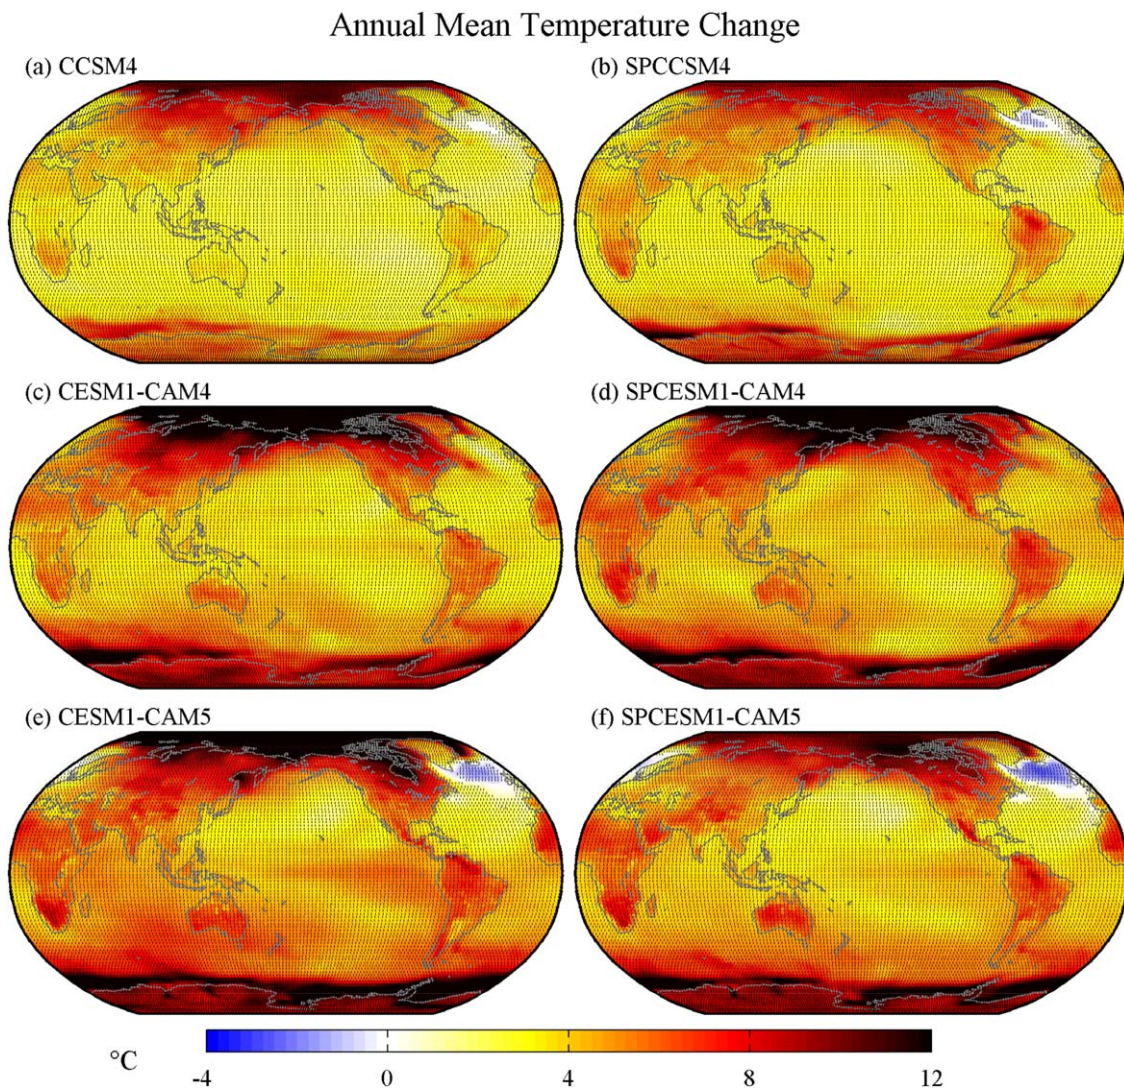 Annual Mean Temperature Change
(a) CCSM4
(b) SPCCSM4
(c) CESM1-CAM4
(d) SPCESM1-CAM4
(e) CESM1-CAM5
(f) SPCESM1-CAM5
°C
-4 0 4 8 12